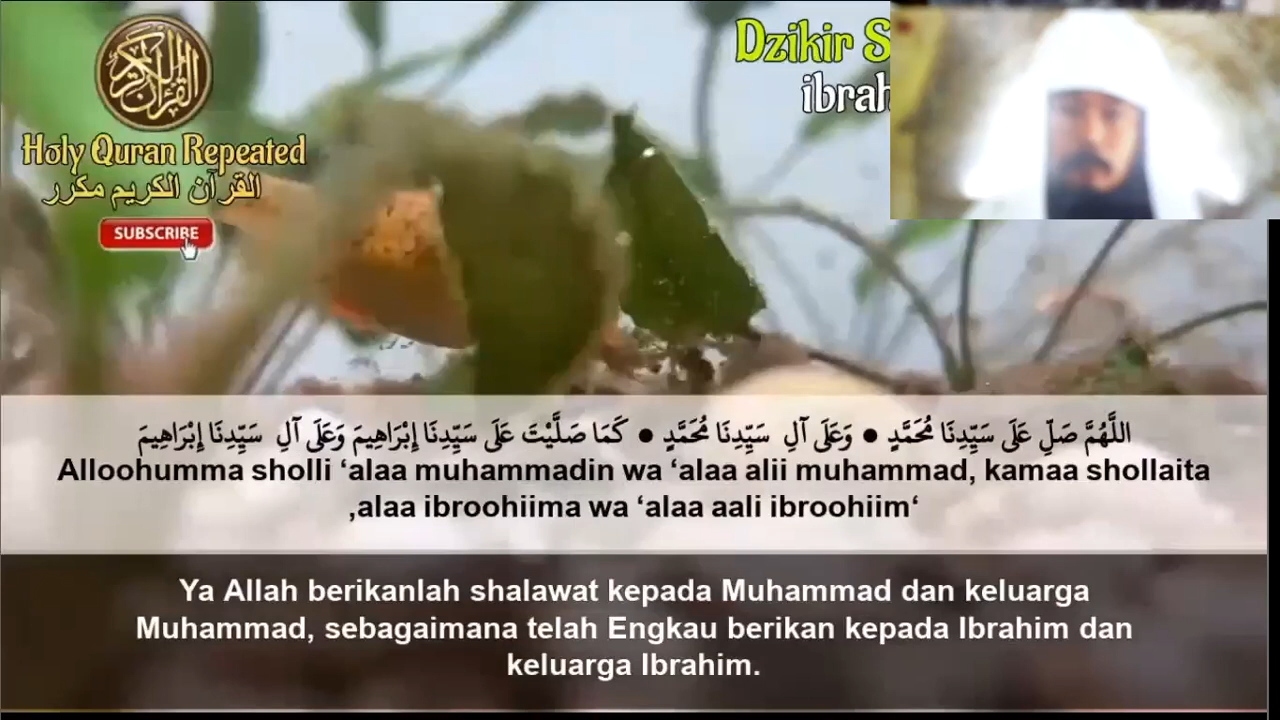 القرآن الكريم
Holy Quran Repeated
القرآن الكريم مكرر
SUBSCRIBE
Dzikir S
ibrah
اللَّهُمَّ صَلِّ عَلَى سَيِّدِنَا مُحَمَّدٍ ● وَعَلَى آلِ سَيِّدِنَا مُحَمَّدٍ ● كَمَا صَلَّيْتَ عَلَى سَيِّدِنَا إِبْرَاهِيمَ وَعَلَى آلِ سَيِّدِنَا إِبْرَاهِيمَ
Alloohumma sholli ‘alaa muhammadin wa ‘alaa alii muhammad, kamaa shollaita
,alaa ibroohiima wa ‘alaa aali ibroohiim‘
Ya Allah berikanlah shalawat kepada Muhammad dan keluarga
Muhammad, sebagaimana telah Engkau berikan kepada Ibrahim dan
keluarga Ibrahim.